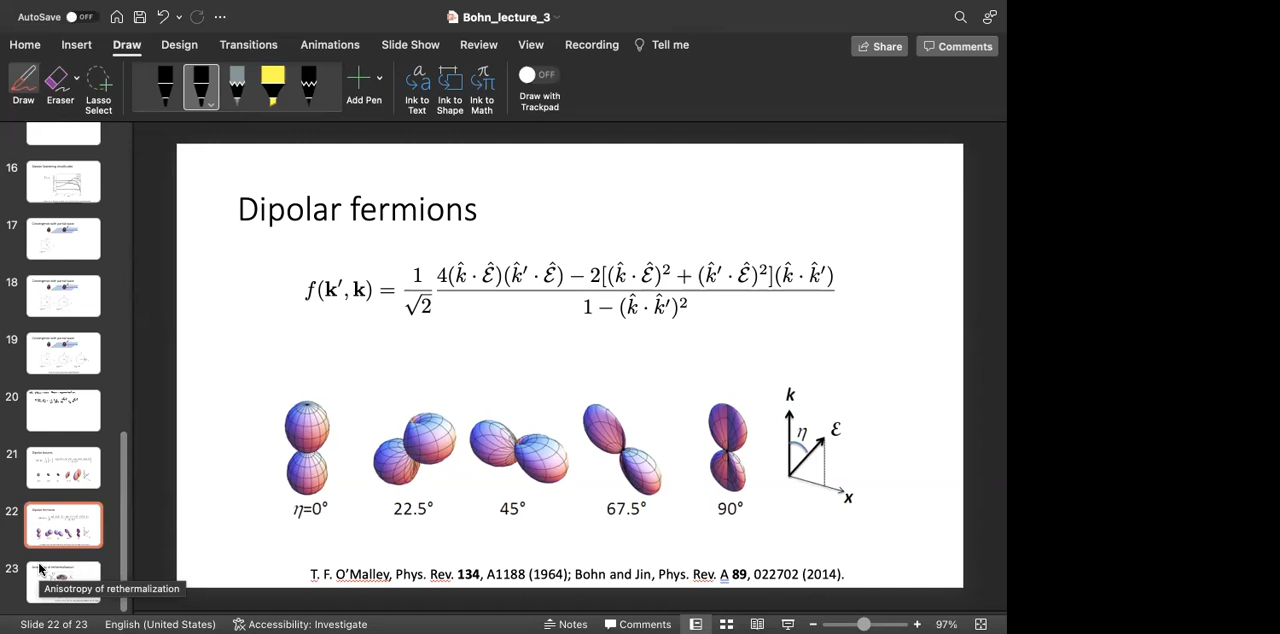 AutoSave OFF
Bohn_lecture_3
Home Insert Draw Design Transitions Animations Slide Show Review View Recording Tell me Share Comments
Draw Eraser Lasso Select Add Pen Ink to Text Ink to Shape Ink to Math Draw with Trackpad OFF
16
17
18
19
20
21
22
23
Dipolar fermions
f(k′, k) = 1/√2 4(k̂ · Ɛ̂)(k̂′ · Ɛ̂) − 2[(k̂ · Ɛ̂)² + (k̂′ · Ɛ̂)²](k̂ · k̂′) / 1 − (k̂ · k̂′)²
k
η
Ɛ
x
η=0° 22.5° 45° 67.5° 90°
T. F. O’Malley, Phys. Rev. 134, A1188 (1964); Bohn and Jin, Phys. Rev. A 89, 022702 (2014).
Anisotropy of rethermalization
Slide 22 of 23 English (United States) Accessibility: Investigate Notes Comments 97%